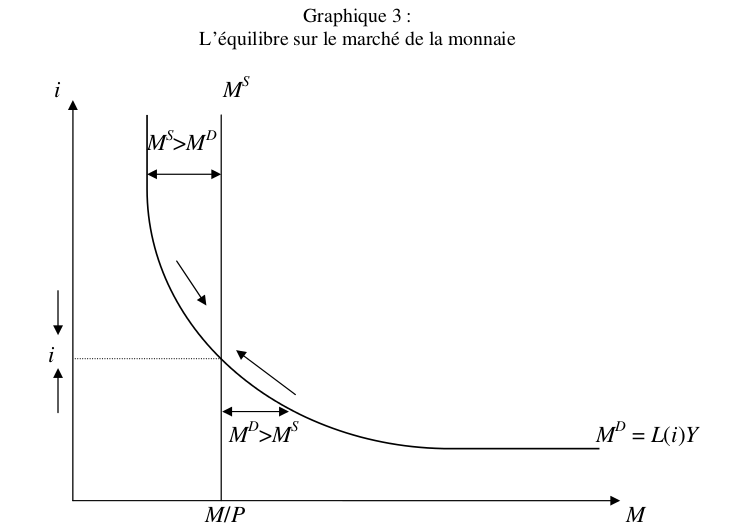 Graphique 3 :
L'équilibre sur le marché de la monnaie
i
M^S
M^S>M^D
i
M^D>M^S
M^D = L(i)Y
M/P
M